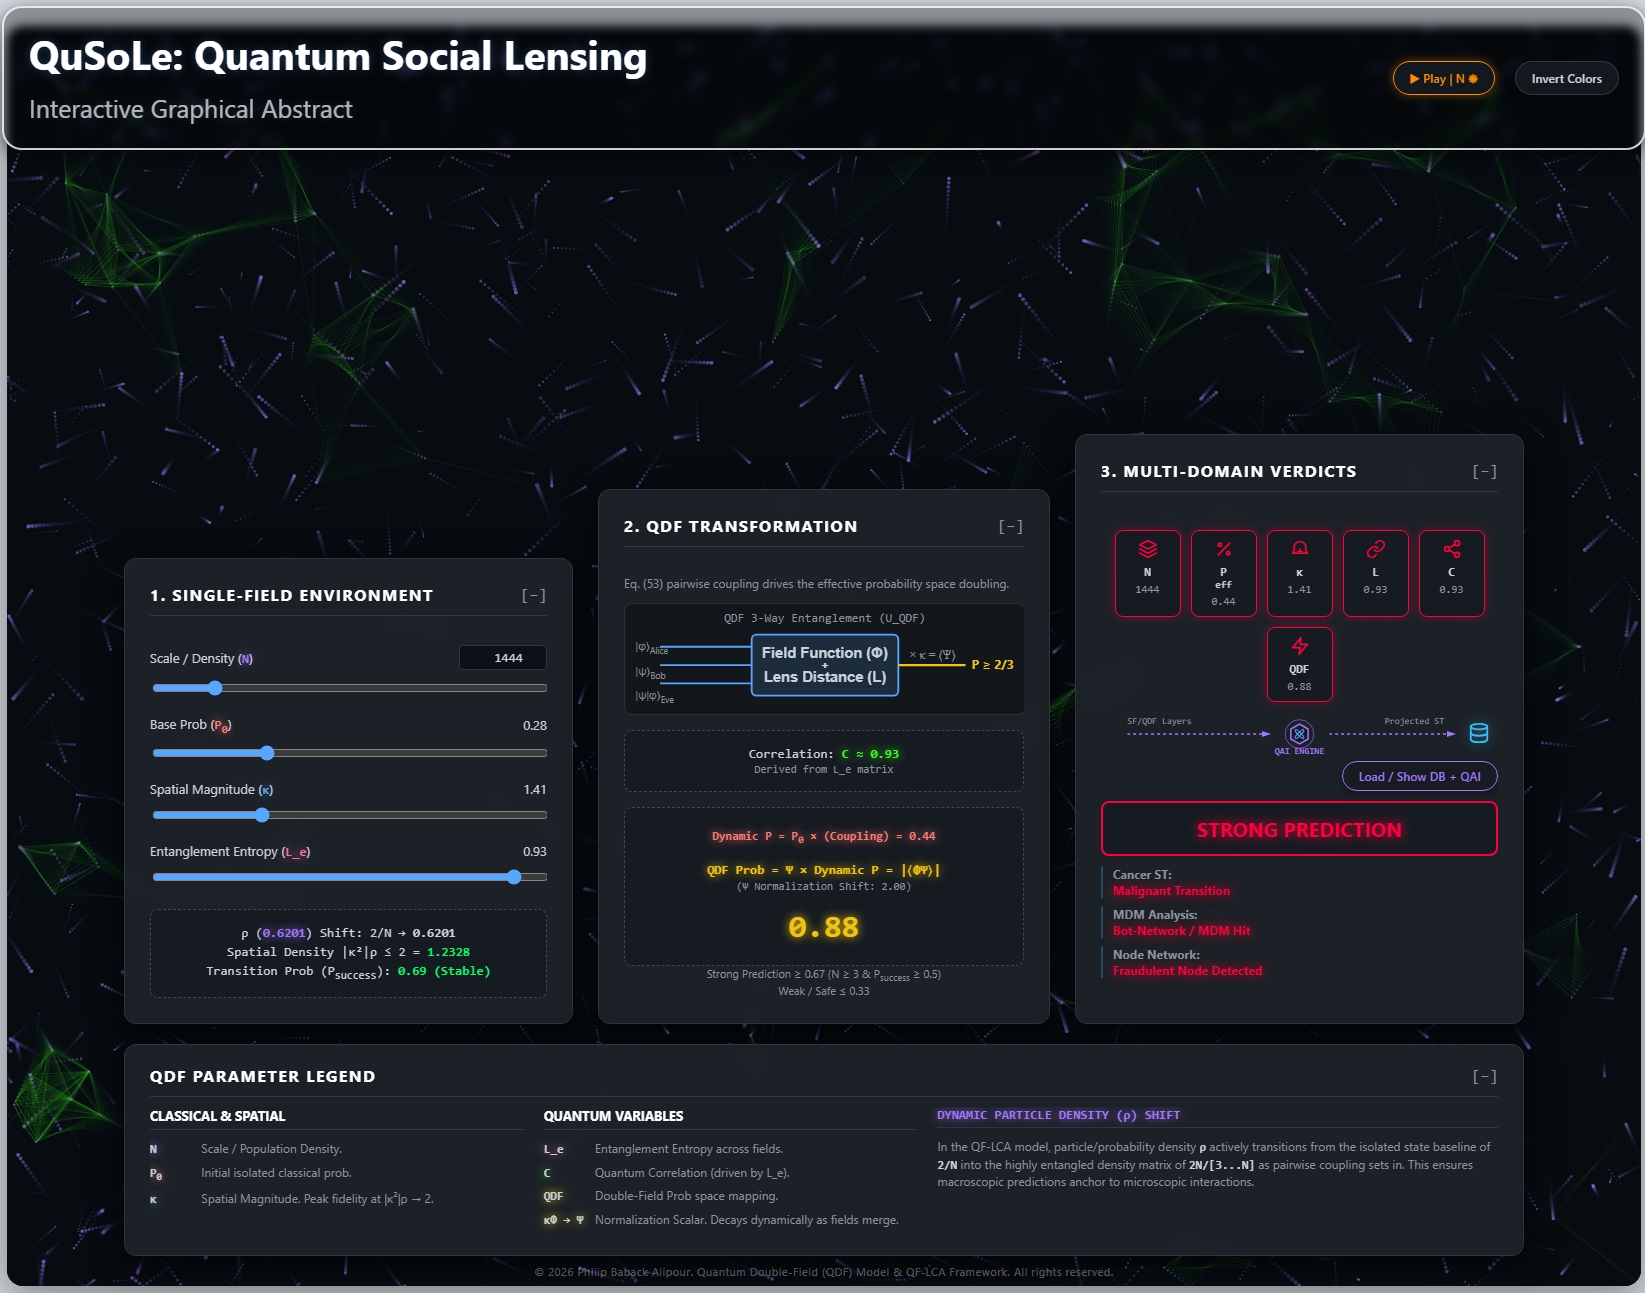 QuSoLe: Quantum Social Lensing
Interactive Graphical Abstract
▶ Play | N ✺
Invert Colors
1. SINGLE-FIELD ENVIRONMENT [−]
Scale / Density (N) 1444
Base Prob (P₀) 0.28
Spatial Magnitude (κ) 1.41
Entanglement Entropy (L_e) 0.93
ρ (0.6201) Shift: 2/N → 0.6201
Spatial Density |κ²|ρ ≤ 2 = 1.2328
Transition Prob (Psuccess): 0.69 (Stable)
2. QDF TRANSFORMATION [−]
Eq. (53) pairwise coupling drives the effective probability space doubling.
QDF 3-Way Entanglement (U_QDF)
|φ⟩Alice
|ψ⟩Bob
|ψ|φ⟩Eve
Field Function (Φ)
+
Lens Distance (L)
× κ = ⟨Ψ⟩
P ≥ 2/3
Correlation: C ≈ 0.93
Derived from L_e matrix
Dynamic P = P₀ × (Coupling) = 0.44
QDF Prob = Ψ × Dynamic P = |⟨ΦΨ⟩|
(Ψ Normalization Shift: 2.00)
0.88
Strong Prediction ≥ 0.67 (N ≥ 3 & Psuccess ≥ 0.5)
Weak / Safe ≤ 0.33
3. MULTI-DOMAIN VERDICTS [−]
N
1444
P
eff
0.44
κ
1.41
L
0.93
C
0.93
QDF
0.88
SF/QDF Layers
QAI ENGINE
Projected ST
Load / Show DB + QAI
STRONG PREDICTION
Cancer ST:
Malignant Transition
MDM Analysis:
Bot-Network / MDM Hit
Node Network:
Fraudulent Node Detected
QDF PARAMETER LEGEND [−]
CLASSICAL & SPATIAL
N Scale / Population Density.
P₀ Initial isolated classical prob.
κ Spatial Magnitude. Peak fidelity at |κ²|ρ → 2.
QUANTUM VARIABLES
L_e Entanglement Entropy across fields.
C Quantum Correlation (driven by L_e).
QDF Double-Field Prob space mapping.
κΦ → Ψ Normalization Scalar. Decays dynamically as fields merge.
DYNAMIC PARTICLE DENSITY (ρ) SHIFT
In the QF-LCA model, particle/probability density ρ actively transitions from the isolated state baseline of
2/N into the highly entangled density matrix of 2N/[3...N] as pairwise coupling sets in. This ensures
macroscopic predictions anchor to microscopic interactions.
© 2026 Philip Baback Alipour. Quantum Double-Field (QDF) Model & QF-LCA Framework. All rights reserved.